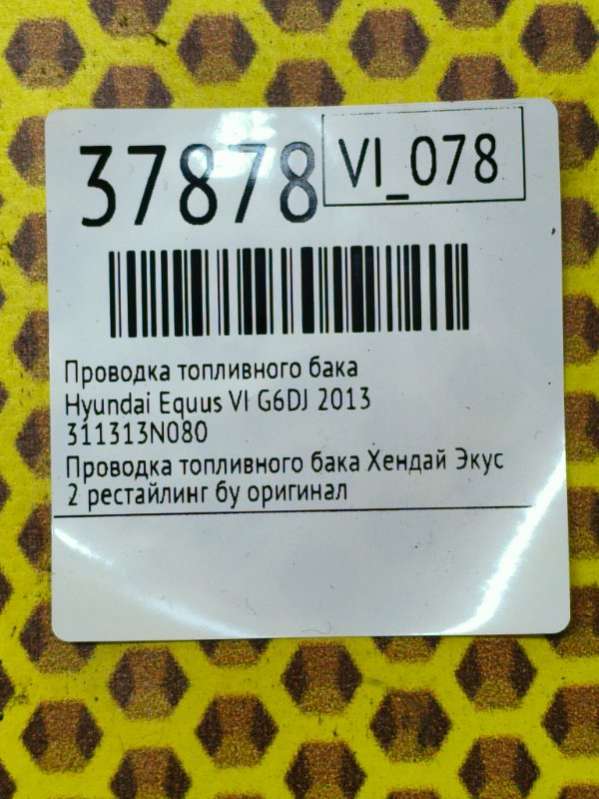 37878
VI_078
Проводка топливного бака
Hyundai Equus VI G6DJ 2013
311313N080
Проводка топливного бака Хендай Экус
2 рестайлинг бу оригинал